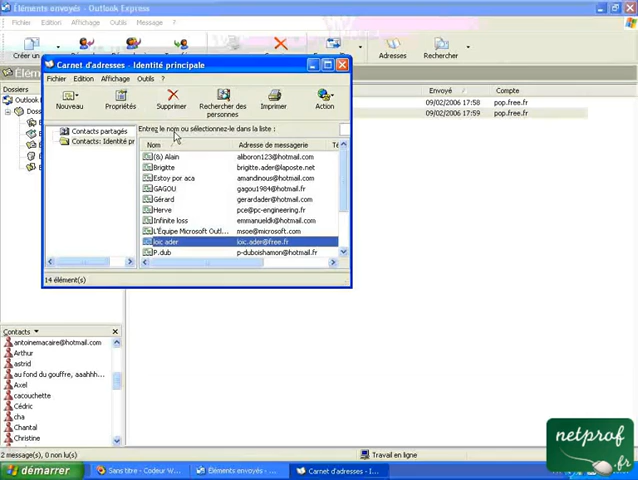 Éléments envoyés - Outlook Express
Fichier Edition Affichage Outils Message ?
Créer un
Adresses Rechercher
Dossiers
Envoyé Compte
09/02/2006 17:58 pop.free.fr
09/02/2006 17:59 pop.free.fr
Carnet d'adresses - Identité principale
Fichier Edition Affichage Outils ?
Nouveau Propriétés Supprimer Rechercher des personnes Imprimer Action
Contacts partagés
Contacts: Identité pr
Entrez le nom ou sélectionnez-le dans la liste :
Nom Adresse de messagerie Té
(6) Alain alboron123@hotmail.com
Brigitte brigitte.ader@laposte.net
Estoy por aca amandinous@hotmail.com
GAGOU gagou1984@hotmail.fr
Gérard gerardader@hotmail.com
Herve pce@pc-engineering.fr
Infinite loss emmanueldk@hotmail.com
L'Équipe Microsoft Outl... msoe@microsoft.com
loic ader loic.ader@free.fr
P.dub p-duboishamon@hotmail.fr
14 élément(s)
Contacts
antoinemacaire@hotmail.com
Arthur
astrid
au fond du gouffre, aaahhh...
Axel
cacouchette
Cédric
cha
Chantal
Christine
2 message(s), 0 non lu(s)
Travail en ligne
démarrer
Sans titre - Codeur W...
Éléments envoyés - ...
Carnet d'adresses - I...
netprof
.fr